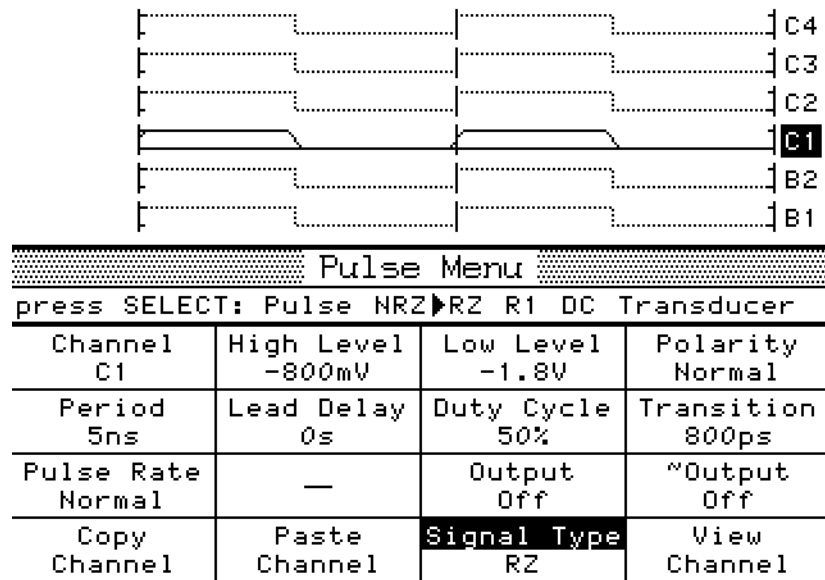 C4
C3
C2
C1
B2
B1
Pulse Menu
press SELECT: Pulse NRZ RZ R1 DC Transducer
Channel High Level Low Level Polarity
C1 -800mV -1.8V Normal
Period Lead Delay Duty Cycle Transition
5ns 0s 50% 800ps
Pulse Rate — Output ~Output
Normal Off Off
Copy Paste Signal Type View
Channel Channel RZ Channel